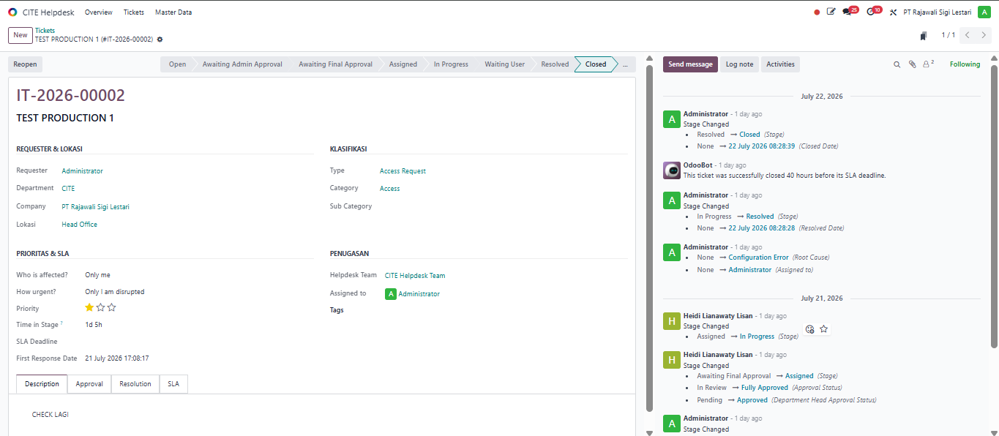 CITE Helpdesk Overview Tickets Master Data 25 10 PT Rajawali Sigi Lestari A
New Tickets
TEST PRODUCTION 1 (#IT-2026-00002) 1 / 1
Reopen Open Awaiting Admin Approval Awaiting Final Approval Assigned In Progress Waiting User Resolved Closed ...
IT-2026-00002
TEST PRODUCTION 1
REQUESTER & LOKASI
Requester Administrator
Department CITE
Company PT Rajawali Sigi Lestari
Lokasi Head Office
KLASIFIKASI
Type Access Request
Category Access
Sub Category
PRIORITAS & SLA
Who is affected? Only me
How urgent? Only I am disrupted
Priority
Time in Stage ? 1d 5h
SLA Deadline
First Response Date 21 July 2026 17:08:17
PENUGASAN
Helpdesk Team CITE Helpdesk Team
Assigned to A Administrator
Tags
Description Approval Resolution SLA
CHECK LAGI
Send message Log note Activities 2 Following
July 22, 2026
A Administrator - 1 day ago
Stage Changed
• Resolved → Closed (Stage)
• None → 22 July 2026 08:28:39 (Closed Date)
OdooBot - 1 day ago
This ticket was successfully closed 40 hours before its SLA deadline.
A Administrator - 1 day ago
Stage Changed
• In Progress → Resolved (Stage)
• None → 22 July 2026 08:28:28 (Resolved Date)
A Administrator - 1 day ago
• None → Configuration Error (Root Cause)
• None → Administrator (Assigned to)
July 21, 2026
H Heidi Lianawaty Lisan - 1 day ago
Stage Changed
• Assigned → In Progress (Stage)
H Heidi Lianawaty Lisan - 1 day ago
Stage Changed
• Awaiting Final Approval → Assigned (Stage)
• In Review → Fully Approved (Approval Status)
• Pending → Approved (Department Head Approval Status)
A Administrator - 1 day ago
Stage Changed